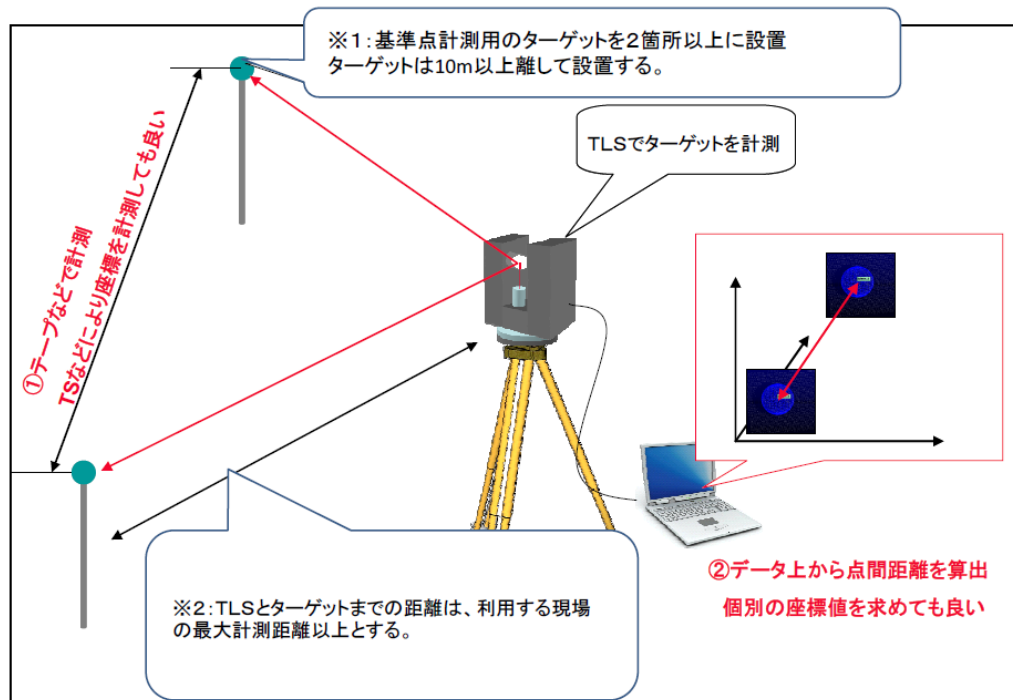 ※1：基準点計測用のターゲットを2箇所以上に設置
ターゲットは10m以上離して設置する。
TLSでターゲットを計測
①テープなどで計測
TSなどにより座標を計測しても良い
※2：TLSとターゲットまでの距離は、利用する現場
の最大計測距離以上とする。
②データ上から点間距離を算出
個別の座標値を求めても良い